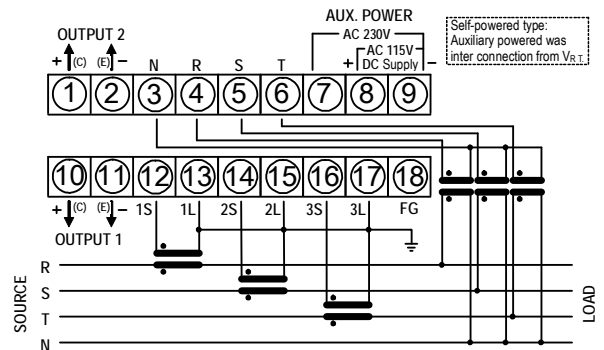 AUX. POWER
OUTPUT 2
AC 230V
AC 115V
DC Supply
+ (C) (E) − N R S T + −
1 2 3 4 5 6 7 8 9
Self-powered type:
Auxiliary powered was
inter connection from VR T.
10 11 12 13 14 15 16 17 18
+ (C) (E) − 1S 1L 2S 2L 3S 3L FG
OUTPUT 1
SOURCE
R
S
T
N
LOAD